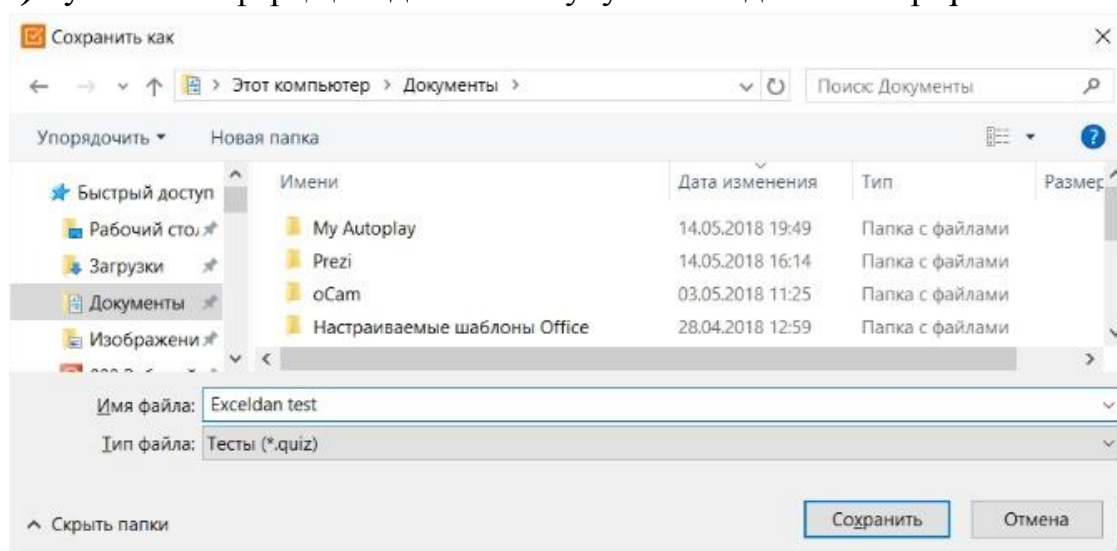 Сохранить как
Этот компьютер > Документы >
Поиск: Документы
Упорядочить
Новая папка
Быстрый доступ
Рабочий сто
Загрузки
Документы
Изображени
Имени Дата изменения Тип Размер
My Autoplay 14.05.2018 19:49 Папка с файлами
Prezi 14.05.2018 16:14 Папка с файлами
oCam 03.05.2018 11:25 Папка с файлами
Настраиваемые шаблоны Office 28.04.2018 12:59 Папка с файлами
Имя файла: Exceldan test
Тип файла: Тесты (*.quiz)
Скрыть папки
Сохранить
Отмена